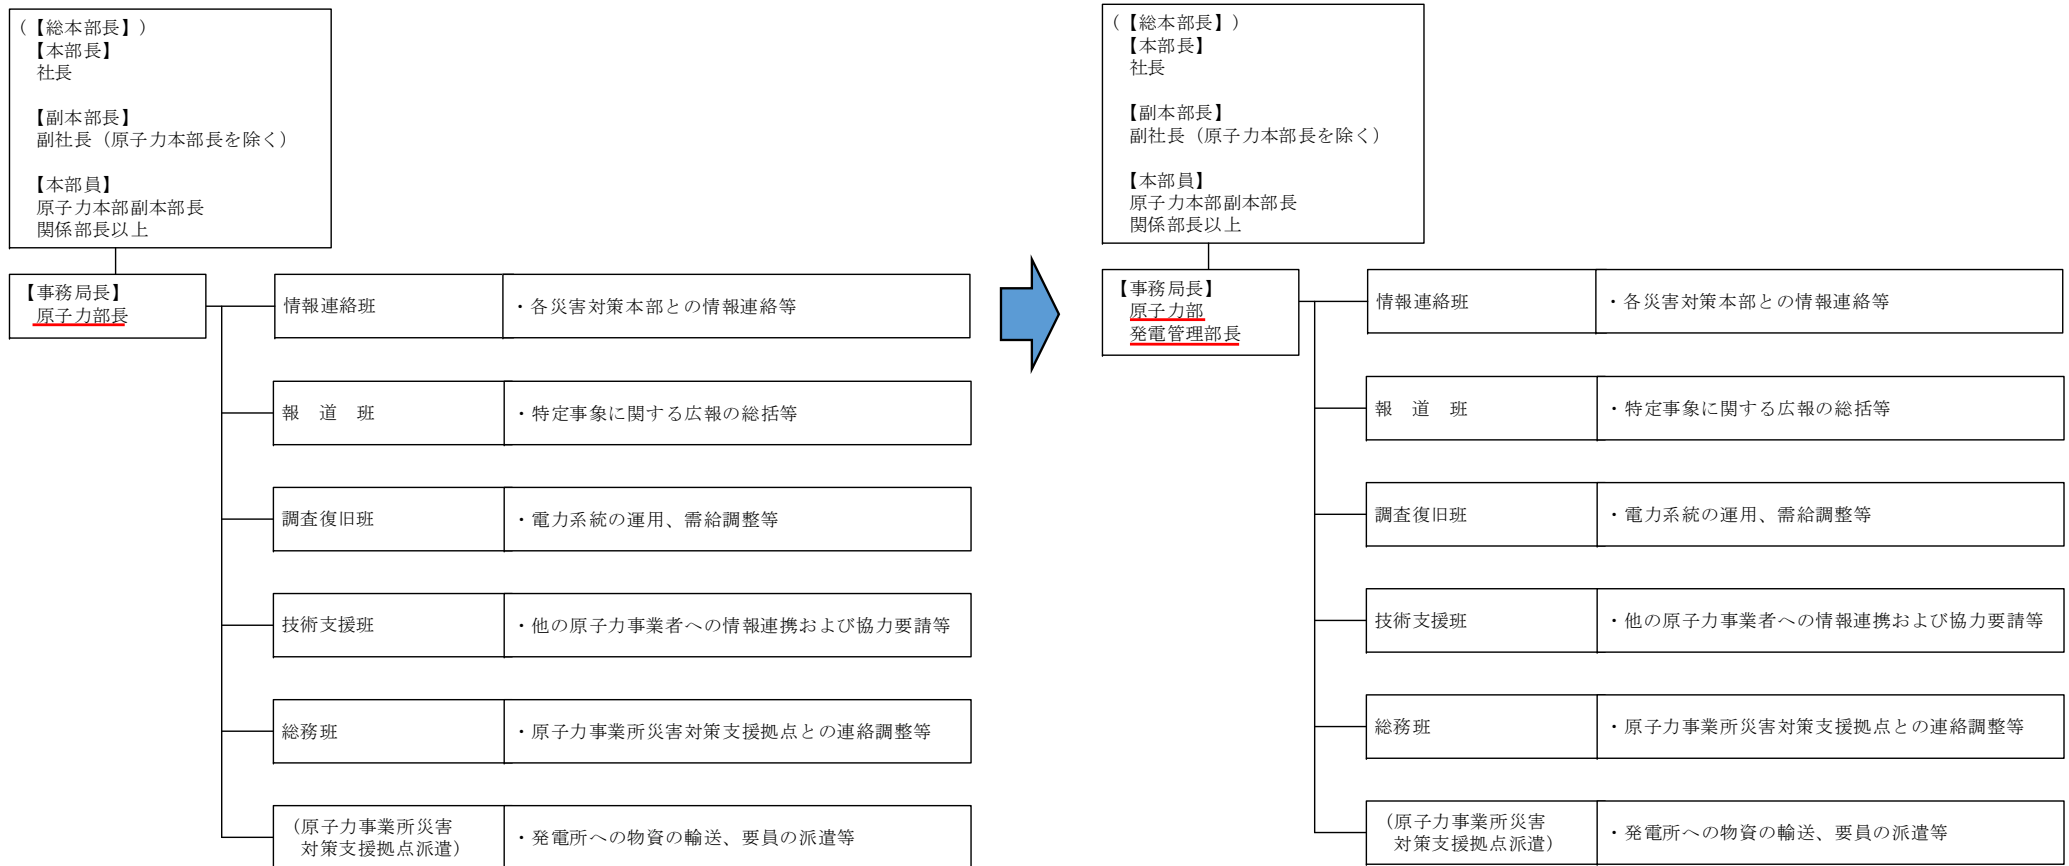 (【総本部長】)
【本部長】
社長
【副本部長】
副社長（原子力本部長を除く）
【本部員】
原子力本部副本部長
関係部長以上
【事務局長】
原子力部長
情報連絡班
・各災害対策本部との情報連絡等
報　道　班
・特定事象に関する広報の総括等
調査復旧班
・電力系統の運用、需給調整等
技術支援班
・他の原子力事業者への情報連携および協力要請等
総務班
・原子力事業所災害対策支援拠点との連絡調整等
（原子力事業所災害
対策支援拠点派遣）
・発電所への物資の輸送、要員の派遣等
(【総本部長】)
【本部長】
社長
【副本部長】
副社長（原子力本部長を除く）
【本部員】
原子力本部副本部長
関係部長以上
【事務局長】
原子力部
発電管理部長
情報連絡班
・各災害対策本部との情報連絡等
報　道　班
・特定事象に関する広報の総括等
調査復旧班
・電力系統の運用、需給調整等
技術支援班
・他の原子力事業者への情報連携および協力要請等
総務班
・原子力事業所災害対策支援拠点との連絡調整等
（原子力事業所災害
対策支援拠点派遣）
・発電所への物資の輸送、要員の派遣等